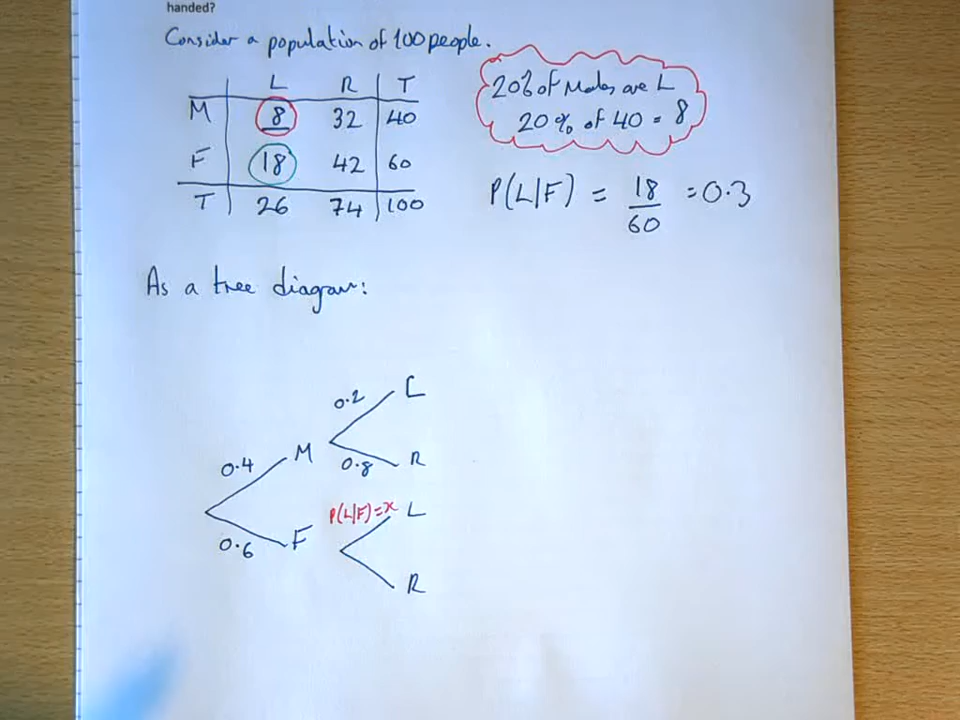 handed?
Consider a population of 100 people.
L R T
M 8 32 40
F 18 42 60
T 26 74 100
20% of Males are L
20% of 40 = 8
P(L|F) = 18/60 = 0.3
As a tree diagram:
0.2 L
0.4 M
0.8 R
P(L|F)=x L
0.6 F
R